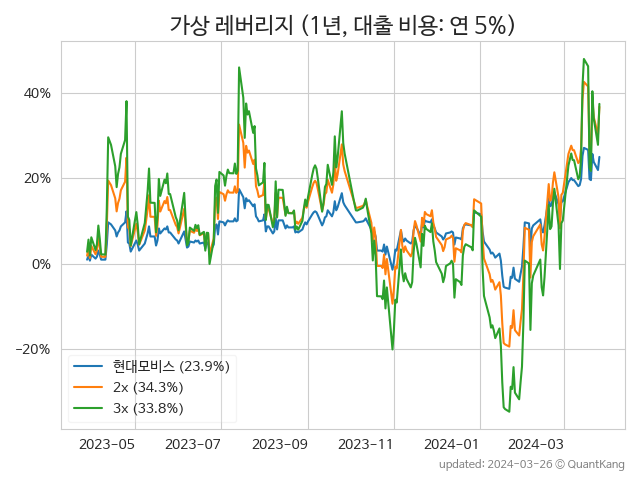 가상 레버리지 (1년, 대출 비용: 연 5%)
40%
20%
0%
−20%
현대모비스 (23.9%)
2x (34.3%)
3x (33.8%)
2023-05
2023-07
2023-09
2023-11
2024-01
2024-03
updated: 2024-03-26 © QuantKang